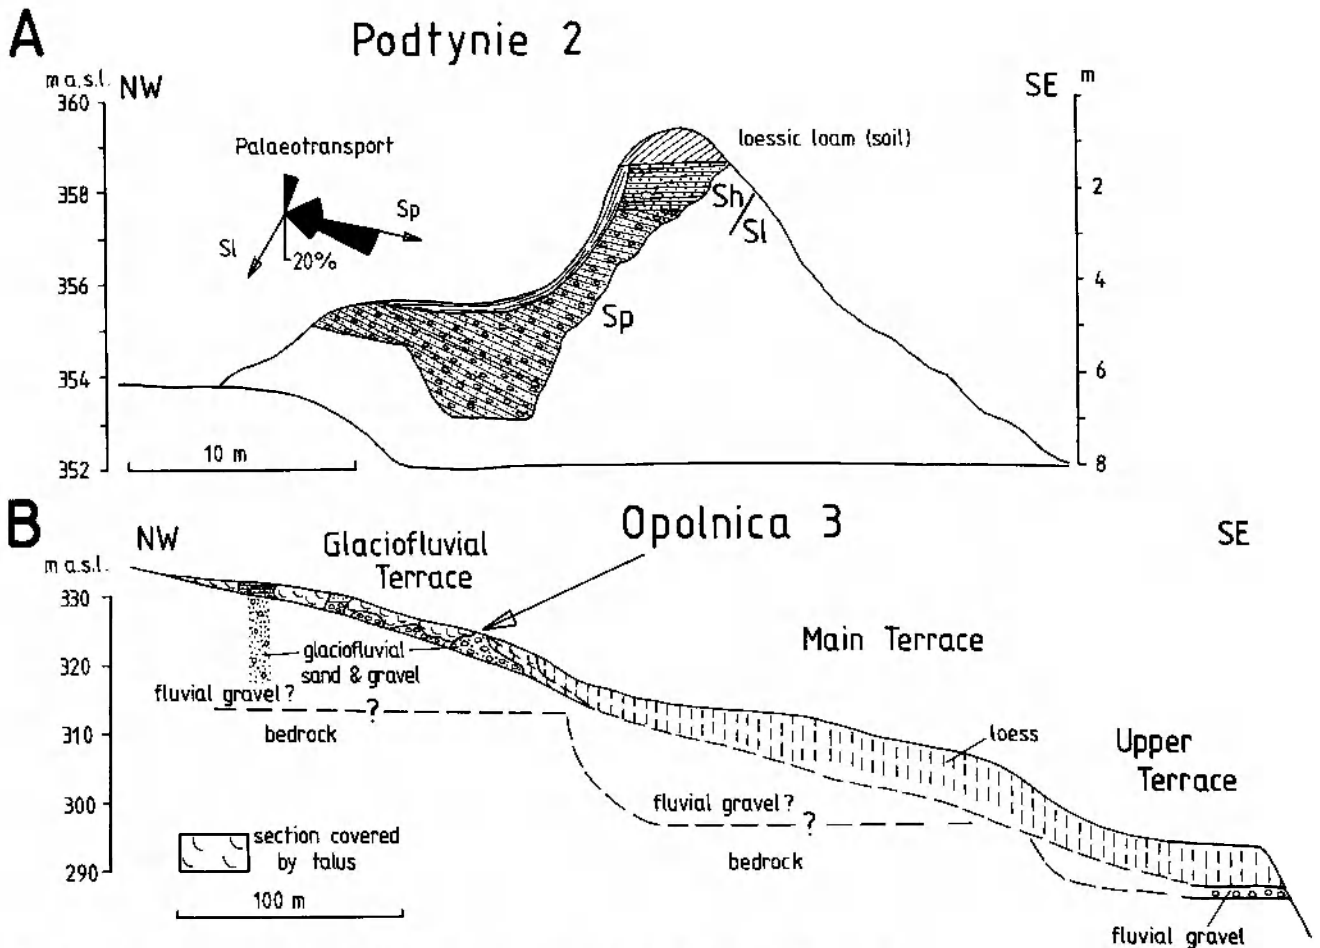 A
Podtynie 2
m a.s.l.
NW
SE
m
360
358
356
354
352
2
4
6
8
Palaeotransport
Sp
Sl
20%
loessic loam (soil)
Sh
Sl
Sp
10 m
B
Opolnica 3
NW
SE
m a.s.l.
Glaciofluvial
Terrace
330
320
310
300
290
glaciofluvial
sand & gravel
fluvial gravel?
?
bedrock
Main Terrace
loess
Upper
Terrace
fluvial gravel?
?
bedrock
section covered
by talus
100 m
fluvial gravel